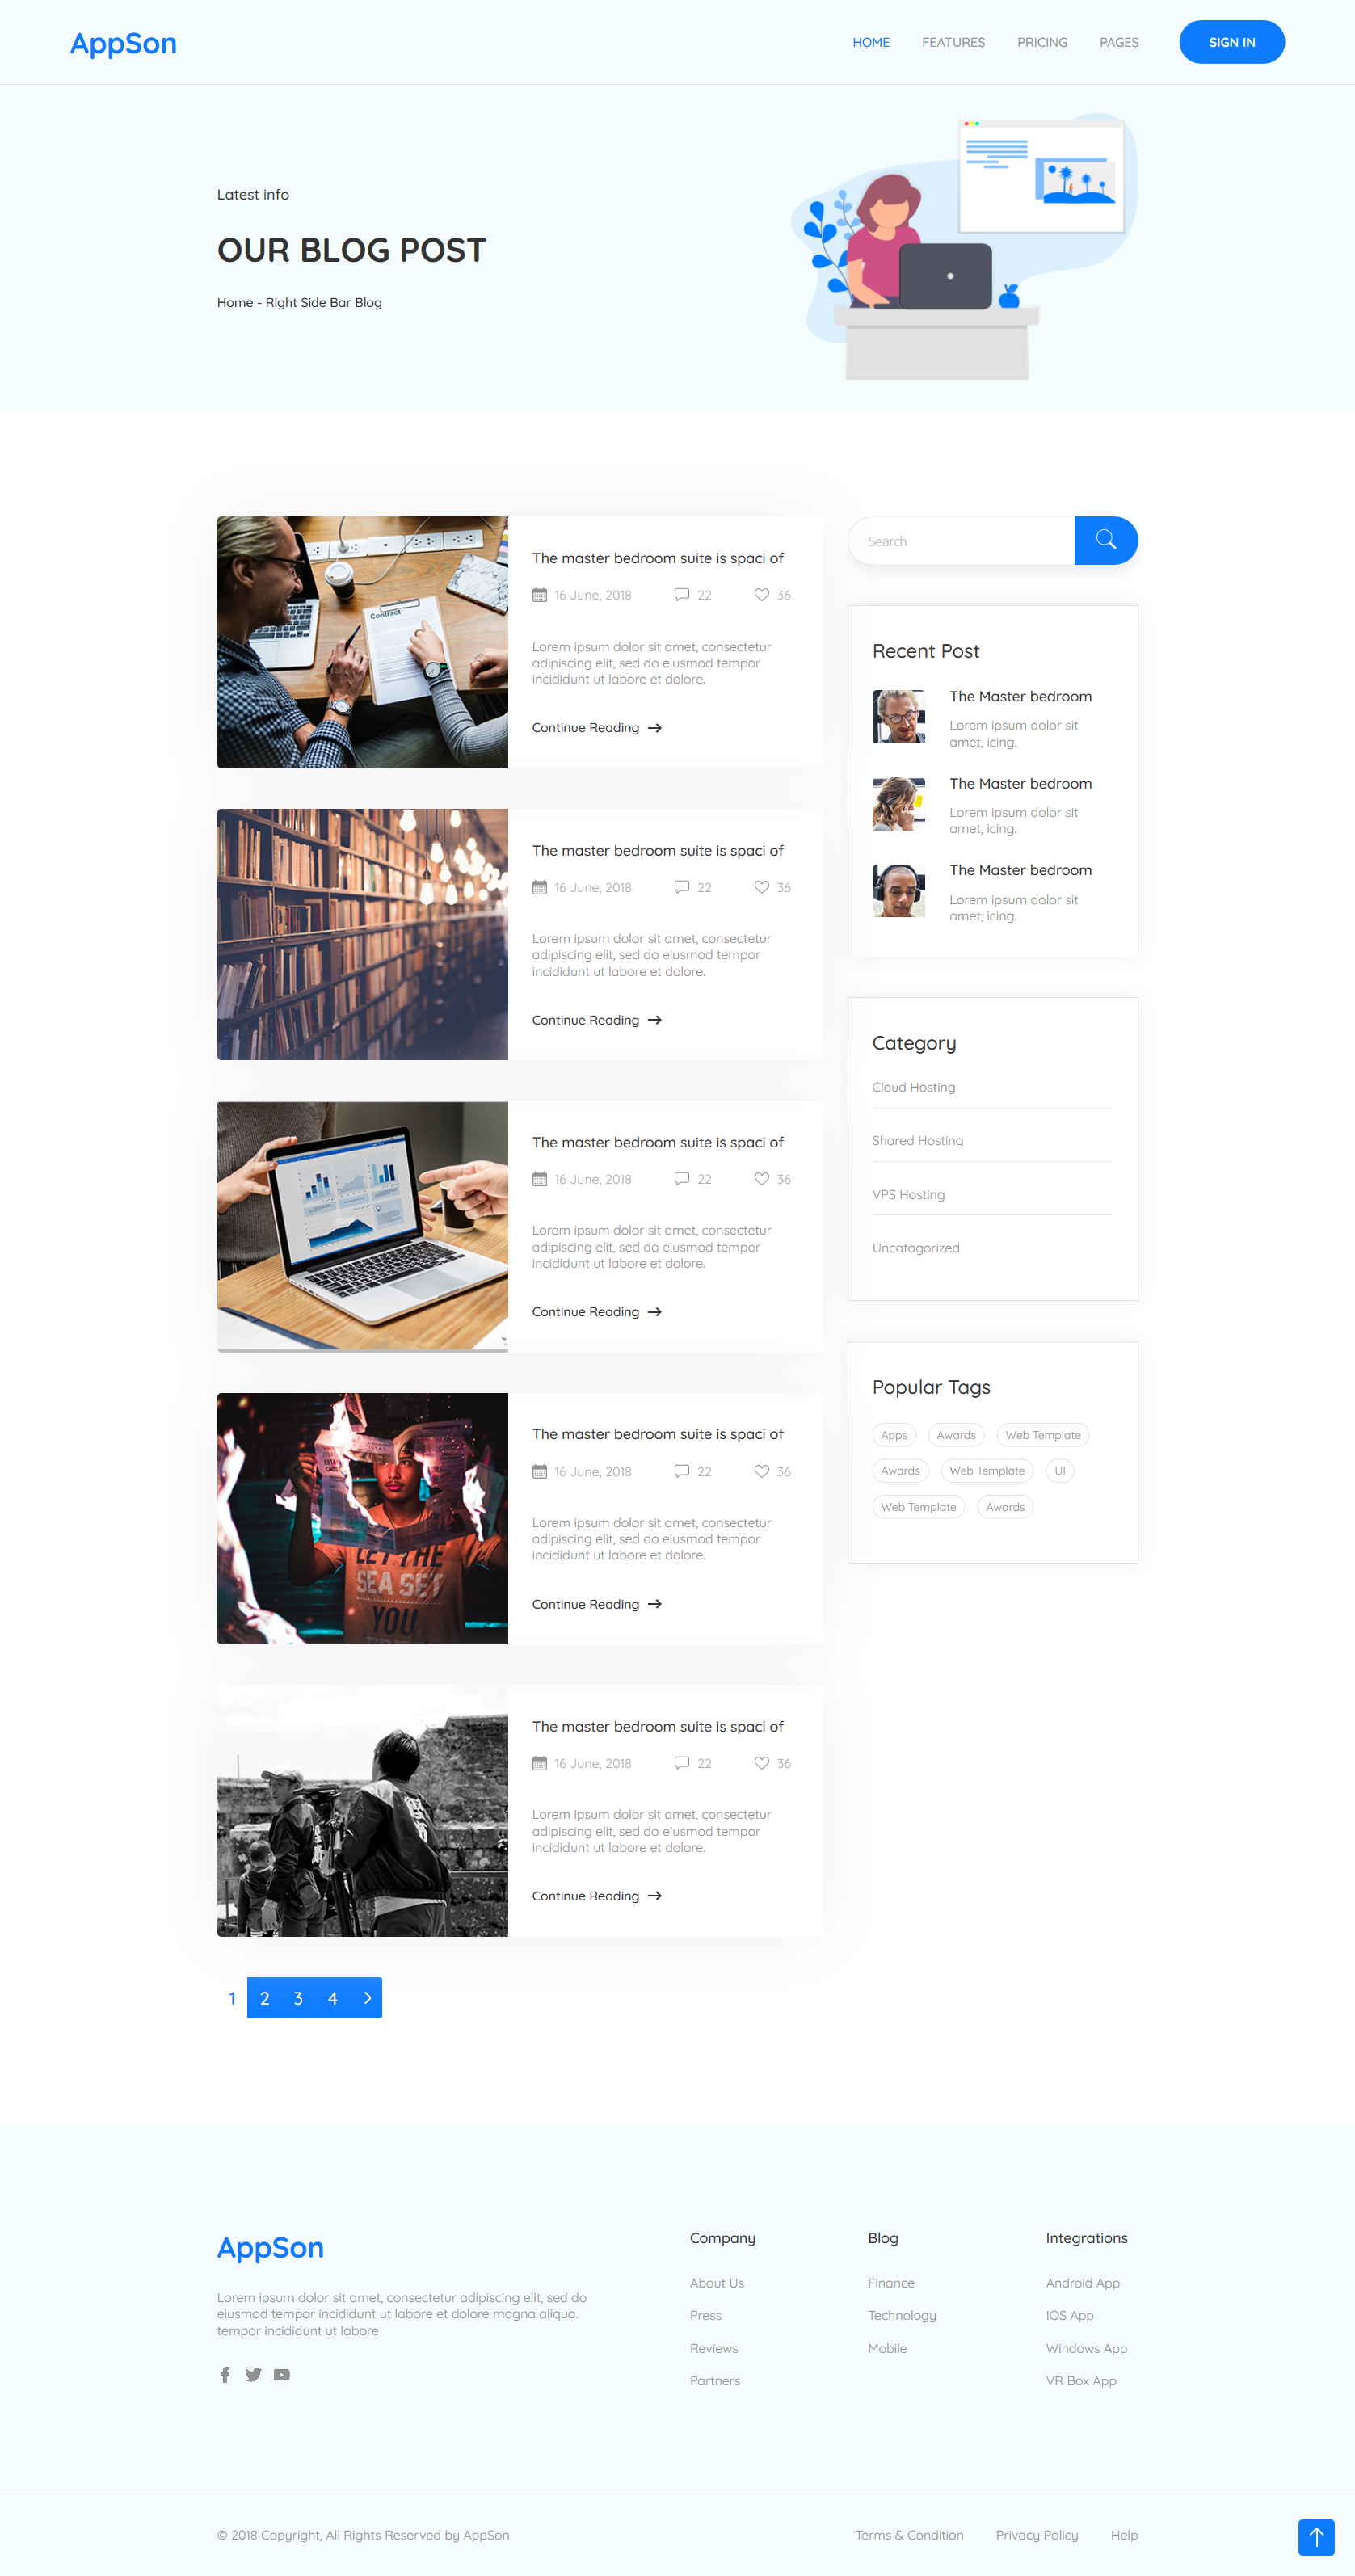 AppSon
HOME FEATURES PRICING PAGES SIGN IN
Latest info
OUR BLOG POST
Home - Right Side Bar Blog
The master bedroom suite is spaci of
16 June, 2018 22 36
Lorem ipsum dolor sit amet, consectetur
adipiscing elit, sed do eiusmod tempor
incididunt ut labore et dolore.
Continue Reading
Contract
The master bedroom suite is spaci of
16 June, 2018 22 36
Lorem ipsum dolor sit amet, consectetur
adipiscing elit, sed do eiusmod tempor
incididunt ut labore et dolore.
Continue Reading
The master bedroom suite is spaci of
16 June, 2018 22 36
Lorem ipsum dolor sit amet, consectetur
adipiscing elit, sed do eiusmod tempor
incididunt ut labore et dolore.
Continue Reading
The master bedroom suite is spaci of
16 June, 2018 22 36
Lorem ipsum dolor sit amet, consectetur
adipiscing elit, sed do eiusmod tempor
incididunt ut labore et dolore.
Continue Reading
LET THE
SEA SET
YOU
The master bedroom suite is spaci of
16 June, 2018 22 36
Lorem ipsum dolor sit amet, consectetur
adipiscing elit, sed do eiusmod tempor
incididunt ut labore et dolore.
Continue Reading
1 2 3 4
Search
Recent Post
The Master bedroom
Lorem ipsum dolor sit
amet, icing.
The Master bedroom
Lorem ipsum dolor sit
amet, icing.
The Master bedroom
Lorem ipsum dolor sit
amet, icing.
Category
Cloud Hosting
Shared Hosting
VPS Hosting
Uncatagorized
Popular Tags
Apps Awards Web Template
Awards Web Template UI
Web Template Awards
AppSon
Lorem ipsum dolor sit amet, consectetur adipiscing elit, sed do
eiusmod tempor incididunt ut labore et dolore magna aliqua.
tempor incididunt ut labore
Company
About Us
Press
Reviews
Partners
Blog
Finance
Technology
Mobile
Integrations
Android App
IOS App
Windows App
VR Box App
© 2018 Copyright, All Rights Reserved by AppSon
Terms & Condition Privacy Policy Help